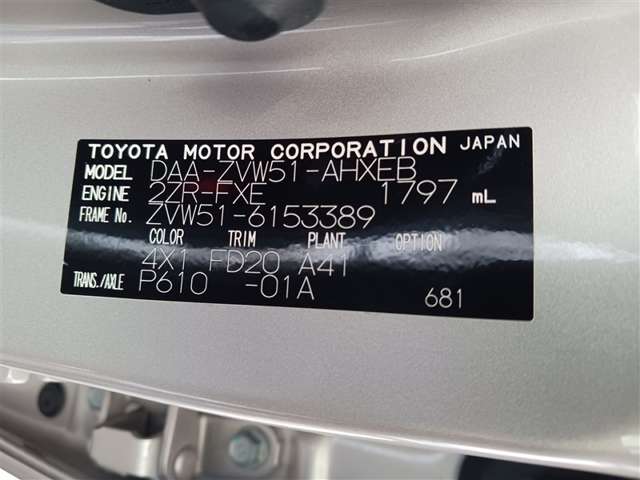 TOYOTA MOTOR CORPORATION JAPAN
MODEL DAA-ZVW51-AHXEB
ENGINE 2ZR-FXE 1797 mL
FRAME No. ZVW51-6153389
COLOR TRIM PLANT OPTION
4X1 FD20 A41
TRANS./AXLE P610 -01A
681